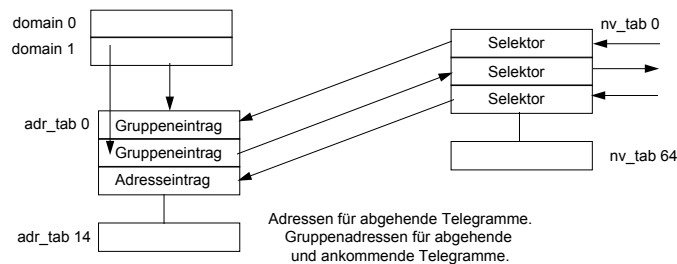 domain 0
domain 1
nv_tab 0
Selektor
Selektor
Selektor
adr_tab 0
Gruppeneintrag
Gruppeneintrag
Adresseintrag
nv_tab 64
adr_tab 14
Adressen für abgehende Telegramme.
Gruppenadressen für abgehende
und ankommende Telegramme.